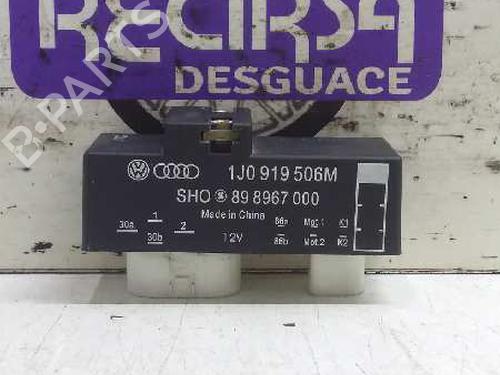 RECIRSA
DESGUACE
B-PARTS
1J0 919 506M
SHO 89 8967 000
Made in China
30a 1 2 86a Mot.1 K1
30b 12V 86b Mot.2 K2